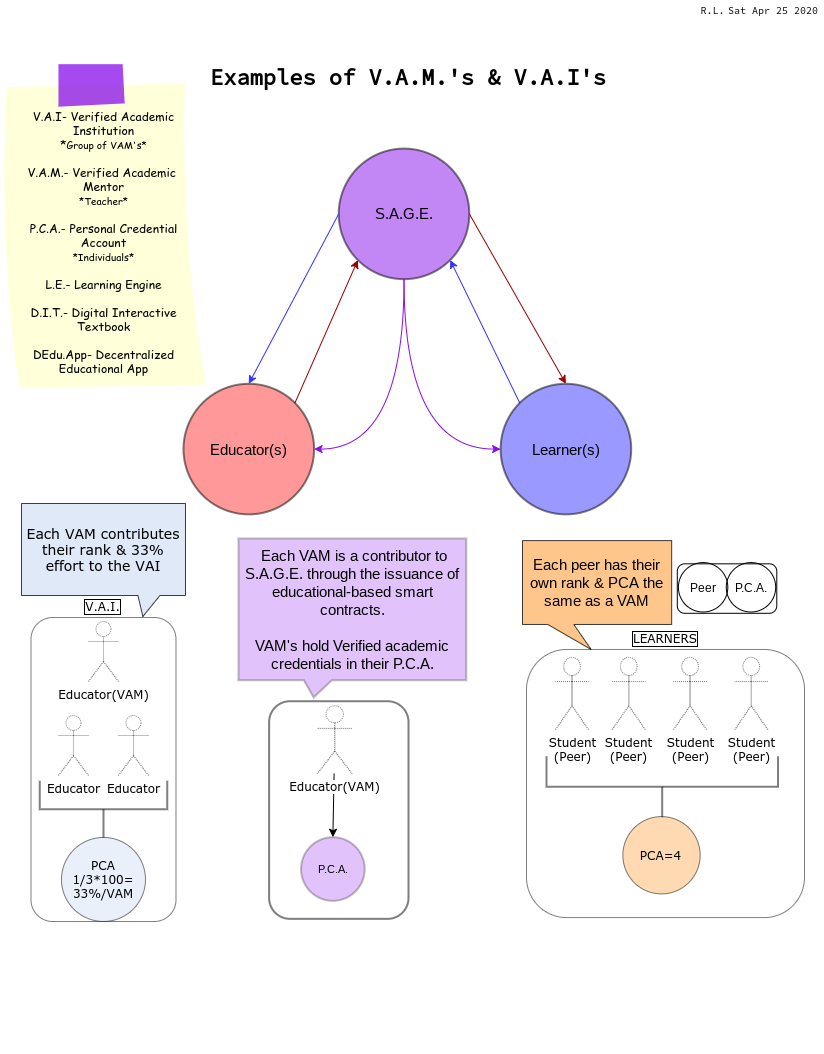 R.L. Sat Apr 25 2020
Examples of V.A.M.'s & V.A.I's
V.A.I- Verified Academic
Institution
*Group of VAM's*
V.A.M.- Verified Academic
Mentor
*Teacher*
P.C.A.- Personal Credential
Account
*Individuals*
L.E.- Learning Engine
D.I.T.- Digital Interactive
Textbook
DEdu.App- Decentralized
Educational App
S.A.G.E.
Educator(s)
Learner(s)
Each VAM contributes
their rank & 33%
effort to the VAI
V.A.I.
Educator(VAM)
Educator
Educator
PCA
1/3*100=
33%/VAM
Each VAM is a contributor to
S.A.G.E. through the issuance of
educational-based smart
contracts.
VAM's hold Verified academic
credentials in their P.C.A.
Educator(VAM)
P.C.A.
Each peer has their
own rank & PCA the
same as a VAM
Peer
P.C.A.
LEARNERS
Student
(Peer)
Student
(Peer)
Student
(Peer)
Student
(Peer)
PCA=4